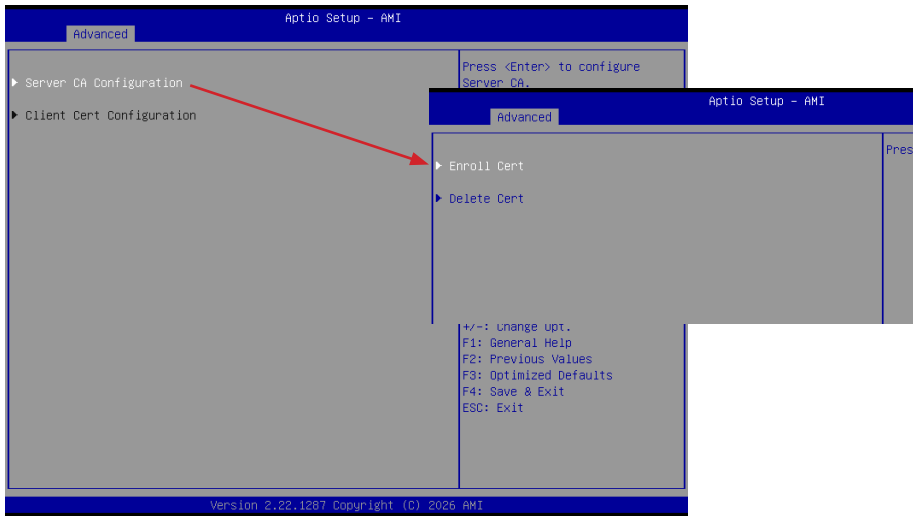 Aptio Setup – AMI
Advanced
Server CA Configuration
Client Cert Configuration
Press <Enter> to configure
Server CA.
Aptio Setup – AMI
Advanced
Enroll Cert
Delete Cert
+/-: Change Opt.
F1: General Help
F2: Previous Values
F3: Optimized Defaults
F4: Save & Exit
ESC: Exit
Version 2.22.1287 Copyright (C) 2026 AMI